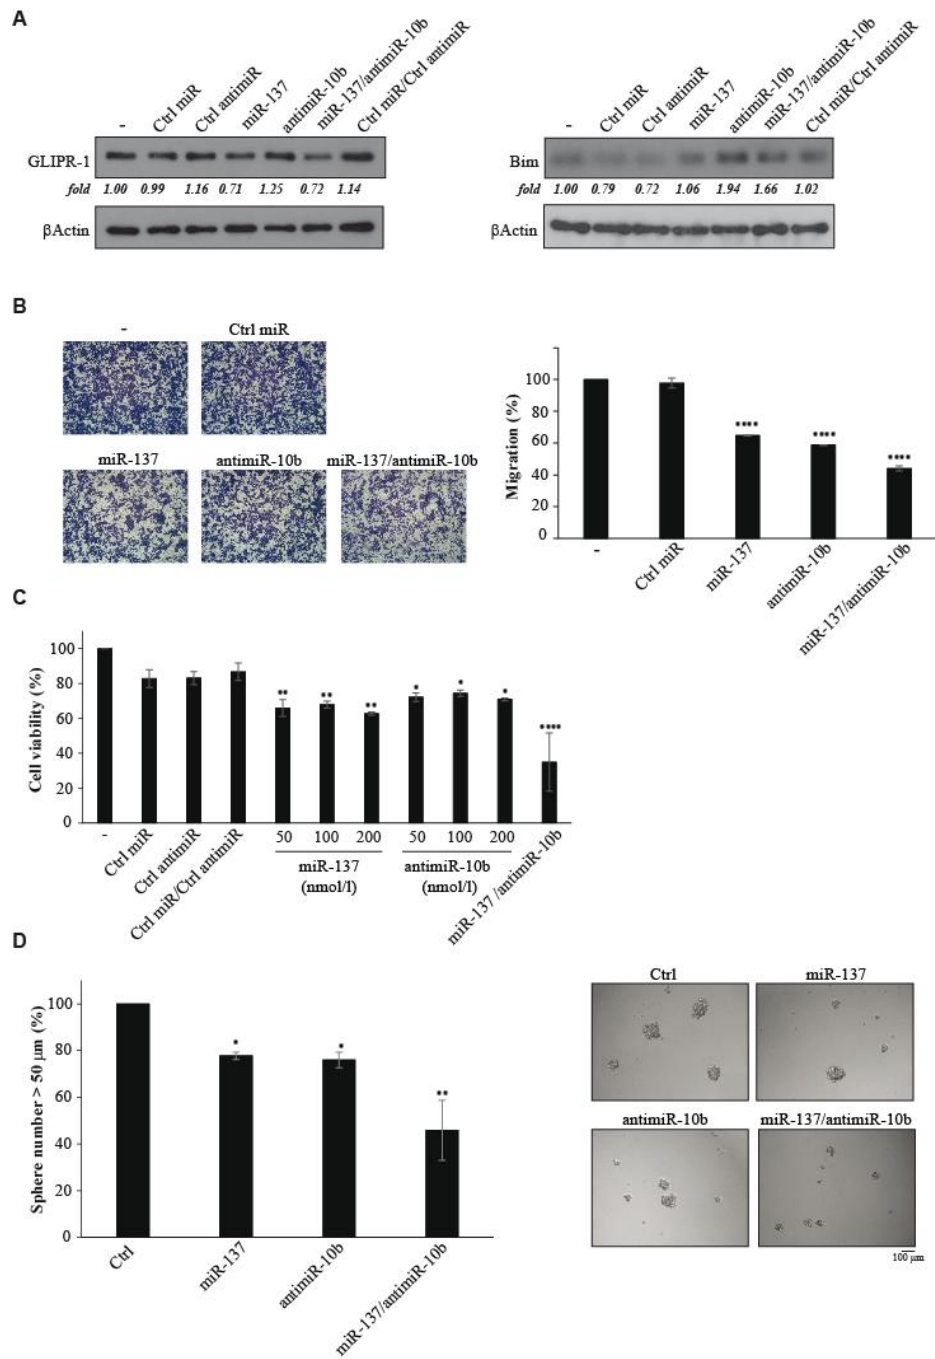 A
- Ctrl miR Ctrl antimiR miR-137 antimiR-10b miR-137/antimiR-10b Ctrl miR/Ctrl antimiR
GLIPR-1
fold 1.00 0.99 1.16 0.71 1.25 0.72 1.14
βActin
- Ctrl miR Ctrl antimiR miR-137 antimiR-10b miR-137/antimiR-10b Ctrl miR/Ctrl antimiR
Bim
fold 1.00 0.79 0.72 1.06 1.94 1.66 1.02
βActin
B
- Ctrl miR
miR-137 antimiR-10b miR-137/antimiR-10b
Migration (%)
100
80
60
40
20
0
**** **** ****
- Ctrl miR miR-137 antimiR-10b miR-137/antimiR-10b
C
Cell viability (%)
100
80
60
40
20
0
** ** ** * * * ****
- Ctrl miR Ctrl antimiR Ctrl miR/Ctrl antimiR 50 100 200 50 100 200 miR-137/antimiR-10b
miR-137 antimiR-10b
(nmol/l) (nmol/l)
D
Sphere number > 50 μm (%)
100
80
60
40
20
0
* * **
Ctrl miR-137 antimiR-10b miR-137/antimiR-10b
Ctrl miR-137
antimiR-10b miR-137/antimiR-10b
100 μm